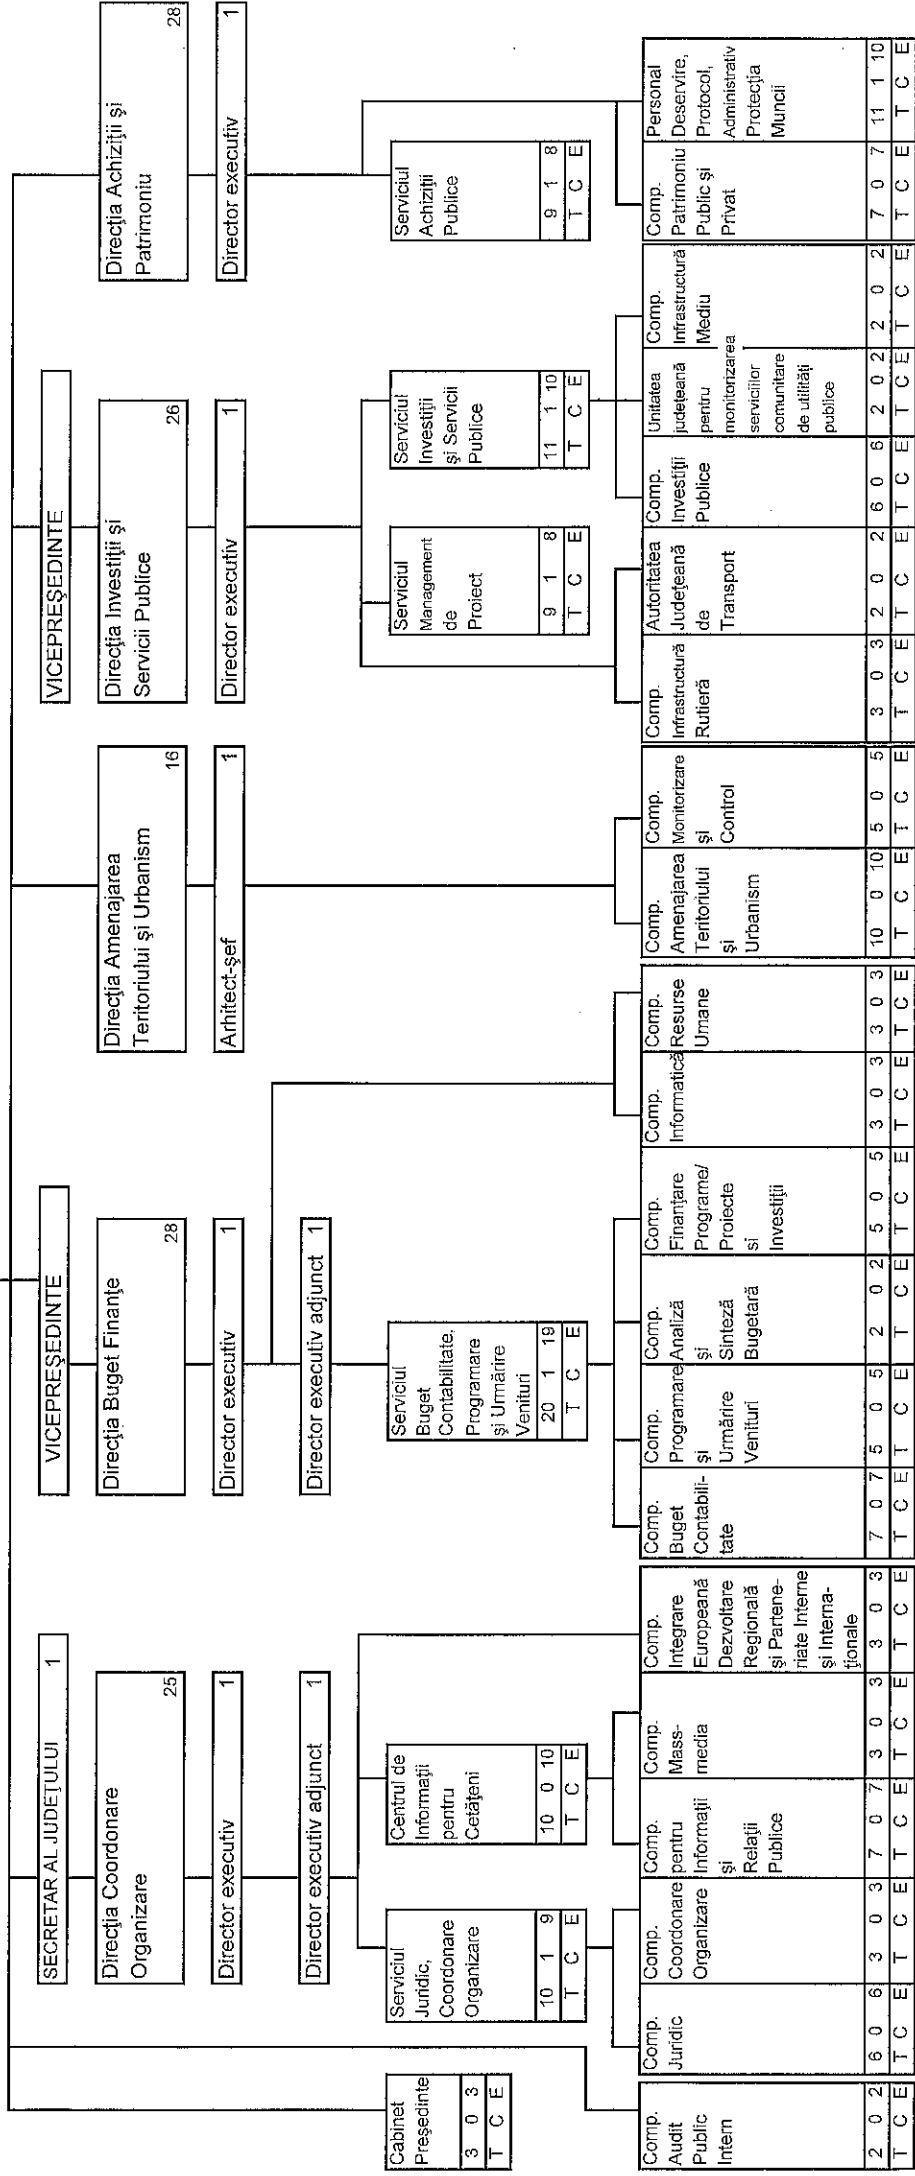 SECRETAR AL JUDEŢULUI 1
VICEPREŞEDINTE
VICEPREŞEDINTE
Direcţia Coordonare
Organizare
25
Direcţia Buget Finanţe
28
Direcţia Amenajarea
Teritoriului şi Urbanism
16
Direcţia Investiţii şi
Servicii Publice
26
Direcţia Achiziţii şi
Patrimoniu
28
Director executiv 1
Director executiv 1
Arhitect-şef 1
Director executiv 1
Director executiv 1
Director executiv adjunct 1
Director executiv adjunct 1
Cabinet
Preşedinte
3 0 3
T C E
Serviciul
Juridic,
Coordonare
Organizare
10 1 9
T C E
Centrul de
Informaţii
pentru
Cetăţeni
10 0 10
T C E
Serviciul
Buget
Contabilitate,
Programare
şi Urmărire
Venituri
20 1 19
T C E
Serviciul
Management
de
Proiect
9 1 8
T C E
Serviciul
Investiţii
şi Servicii
Publice
11 1 10
T C E
Serviciul
Achiziţii
Publice
9 1 8
T C E
Comp.
Audit
Public
Intern
2 0 2
T C E
Comp.
Juridic
6 0 6
T C E
Comp.
Coordonare
Organizare
3 0 3
T C E
Comp.
pentru
Informaţii
şi
Relaţii
Publice
7 0 7
T C E
Comp.
Mass-
media
3 0 3
T C E
Comp.
Integrare
Europeană
Dezvoltare
Regională
şi Partene-
riate Interne
şi Interna-
ţionale
3 0 3
T C E
Comp.
Buget
Contabili-
tate
7 0 7
T C E
Comp.
Programare
şi
Urmărire
Venituri
5 0 5
T C E
Comp.
Analiză
şi
Sinteză
Bugetară
2 0 2
T C E
Comp.
Finanţare
Programe/
Proiecte
si
Investiţii
5 0 5
T C E
Comp.
Informatică
3 0 3
T C E
Comp.
Resurse
Umane
3 0 3
T C E
Comp.
Amenajarea
Teritoriului
şi
Urbanism
10 0 10
T C E
Comp.
Monitorizare
şi
Control
5 0 5
T C E
Comp.
Infrastructură
Rutieră
3 0 3
T C E
Autoritatea
Judeţeană
de
Transport
2 0 2
T C E
Comp.
Investiţii
Publice
6 0 6
T C E
Unitatea
judeţeană
pentru
monitorizarea
serviciilor
comunitare
de utilităţi
publice
2 0 2
T C E
Comp.
Infrastructură
Mediu
2 0 2
T C E
Comp.
Patrimoniu
Public şi
Privat
7 0 7
T C E
Personal
Deservire,
Protocol,
Administrativ
Protecţia
Muncii
11 1 10
T C E